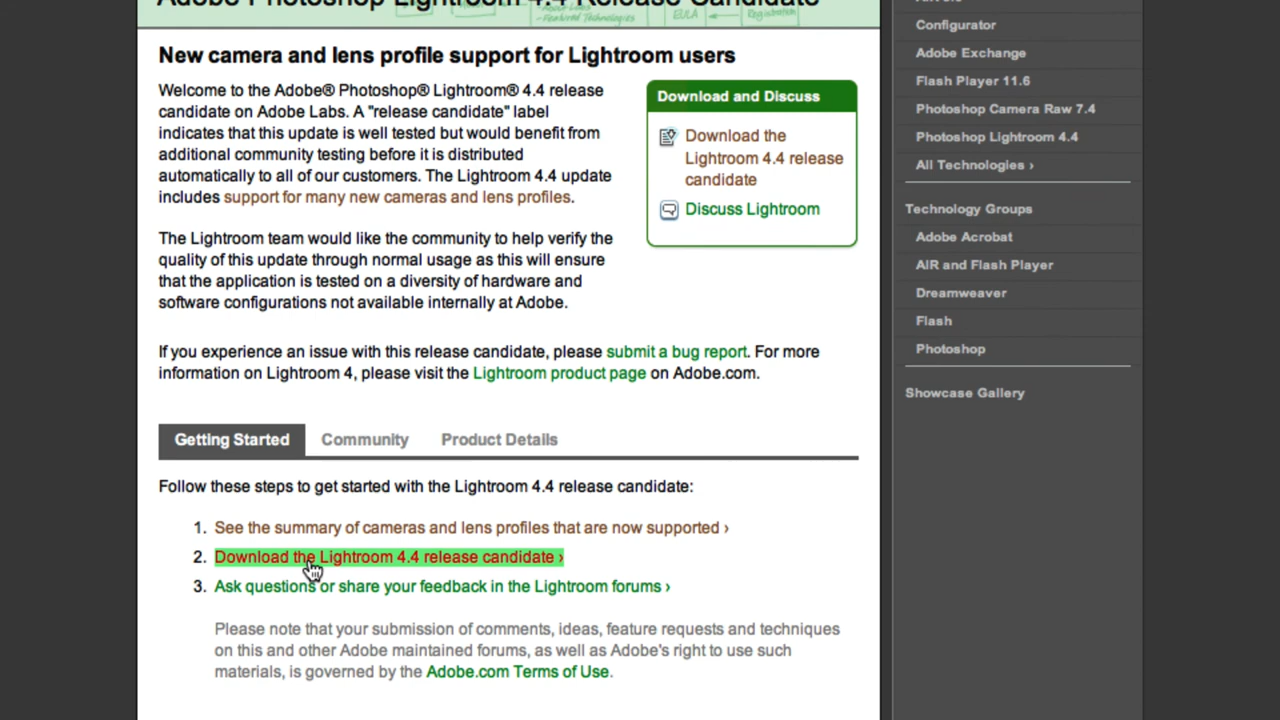 Adobe Photoshop Lightroom 4.4 Release Candidate
- Featured Technologies
EULA
Registration
New camera and lens profile support for Lightroom users
Welcome to the Adobe® Photoshop® Lightroom® 4.4 release
candidate on Adobe Labs. A "release candidate" label
indicates that this update is well tested but would benefit from
additional community testing before it is distributed
automatically to all of our customers. The Lightroom 4.4 update
includes support for many new cameras and lens profiles.
The Lightroom team would like the community to help verify the
quality of this update through normal usage as this will ensure
that the application is tested on a diversity of hardware and
software configurations not available internally at Adobe.
Download and Discuss
Download the
Lightroom 4.4 release
candidate
Discuss Lightroom
If you experience an issue with this release candidate, please submit a bug report. For more
information on Lightroom 4, please visit the Lightroom product page on Adobe.com.
Getting Started
Community
Product Details
Follow these steps to get started with the Lightroom 4.4 release candidate:
1. See the summary of cameras and lens profiles that are now supported ›
2. Download the Lightroom 4.4 release candidate ›
3. Ask questions or share your feedback in the Lightroom forums ›
Please note that your submission of comments, ideas, feature requests and techniques
on this and other Adobe maintained forums, as well as Adobe's right to use such
materials, is governed by the Adobe.com Terms of Use.
Configurator
Adobe Exchange
Flash Player 11.6
Photoshop Camera Raw 7.4
Photoshop Lightroom 4.4
All Technologies ›
Technology Groups
Adobe Acrobat
AIR and Flash Player
Dreamweaver
Flash
Photoshop
Showcase Gallery